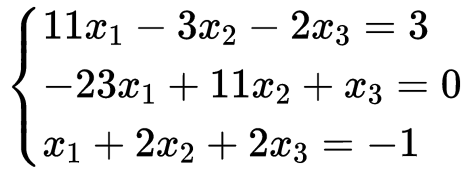 11x₁ − 3x₂ − 2x₃ = 3
−23x₁ + 11x₂ + x₃ = 0
x₁ + 2x₂ + 2x₃ = −1